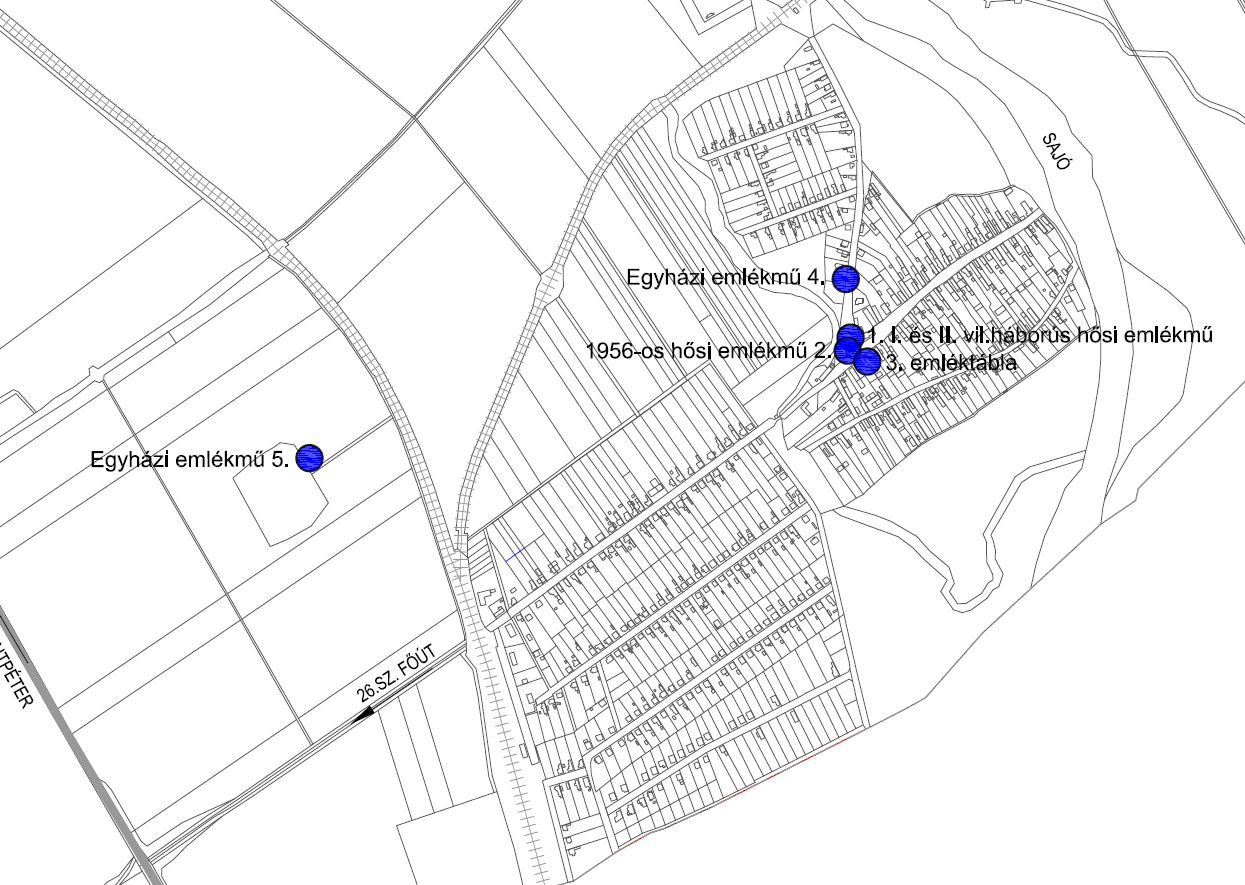 SAJÓ
Egyházi emlékmű 4.
1. I. és II. vil.háborús hősi emlékmű
1956-os hősi emlékmű 2.
3. emléktábla
Egyházi emlékmű 5.
26.SZ. FŐÚT